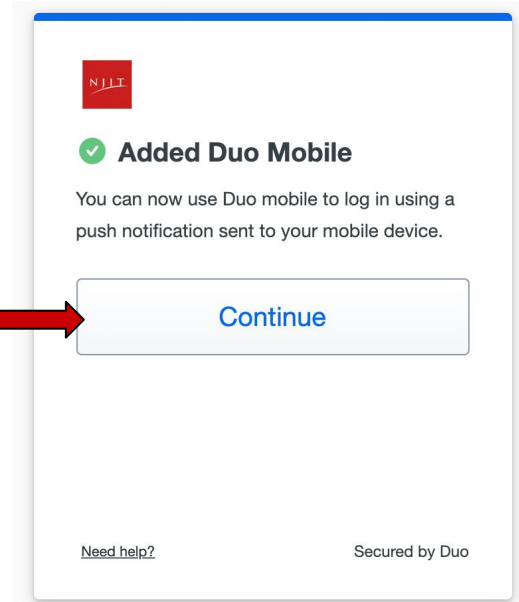 NJIT
Added Duo Mobile
You can now use Duo mobile to log in using a
push notification sent to your mobile device.
Continue
Need help?
Secured by Duo